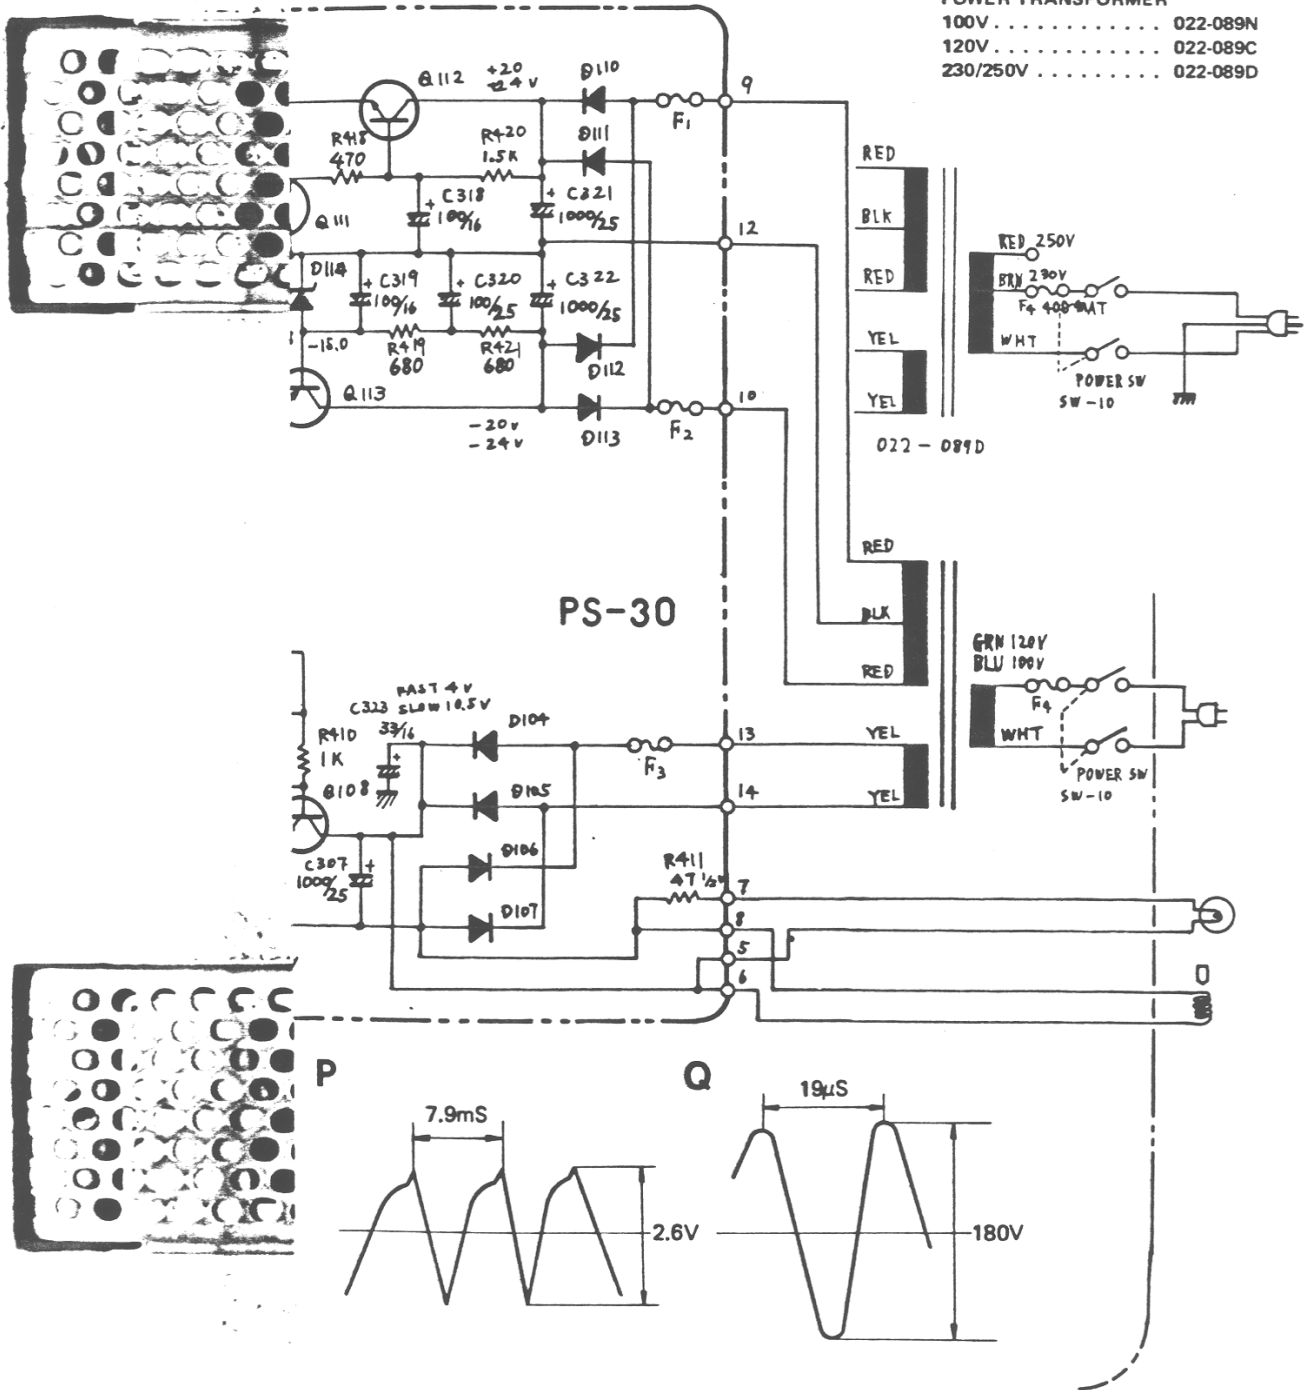 POWER TRANSFORMER
100V . . . . . . . . . . . . . 022-089N
120V . . . . . . . . . . . . . 022-089C
230/250V . . . . . . . . . 022-089D
Q112
+20
D110
9
F1
R418
470
R420
1.5K
D111
RED
C318
100/16
C321
1000/25
BLK
Q111
12
RED
250V
D114
C319
100/16
C320
100/25
C322
1000/25
RED
BRN
230V
F4
-15.0
R419
680
R421
680
D112
YEL
WHT
POWER SW
SW-10
Q113
-20V
-24V
D113
F2
10
YEL
022-089D
RED
PS-30
BLK
RED
GRN 120V
BLU 100V
F4
FAST 4V
SLOW 10.5V
C323
33/16
D104
R410
1K
F3
13
YEL
WHT
POWER SW
SW-10
Q108
D105
14
YEL
C307
1000/25
D106
R411
47
7
D107
8
5
6
P
Q
7.9mS
19µS
2.6V
180V